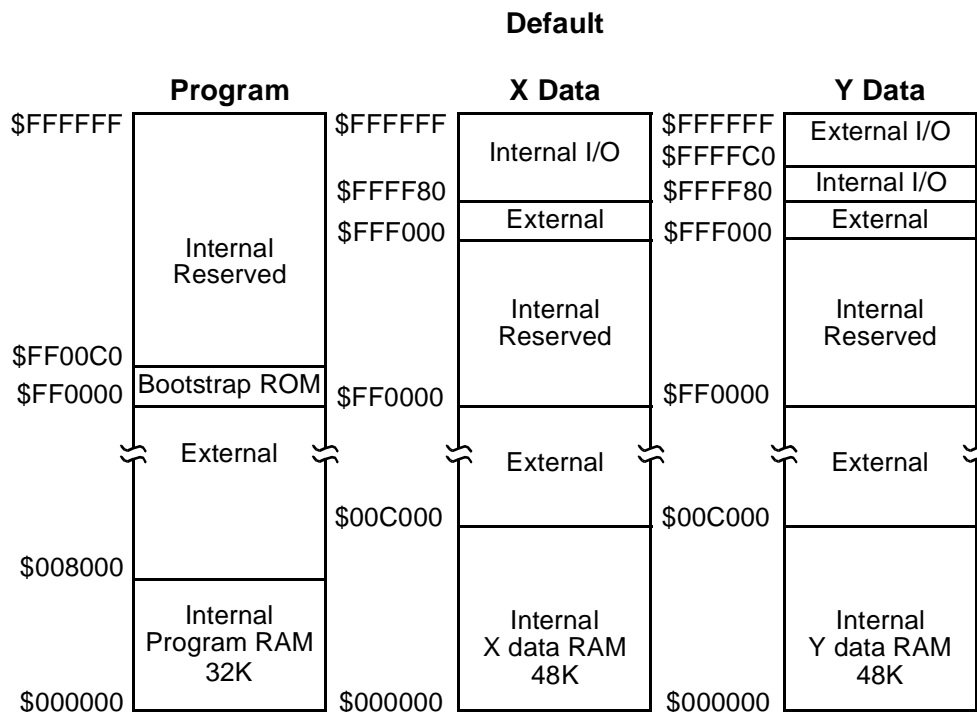 Default
Program
$FFFFFF
Internal
Reserved
$FF00C0
Bootstrap ROM
$FF0000
External
$008000
Internal
Program RAM
32K
$000000
X Data
$FFFFFF
Internal I/O
$FFFF80
External
$FFF000
Internal
Reserved
$FF0000
External
$00C000
Internal
X data RAM
48K
$000000
Y Data
$FFFFFF
External I/O
$FFFFC0
Internal I/O
$FFFF80
External
$FFF000
Internal
Reserved
$FF0000
External
$00C000
Internal
Y data RAM
48K
$000000